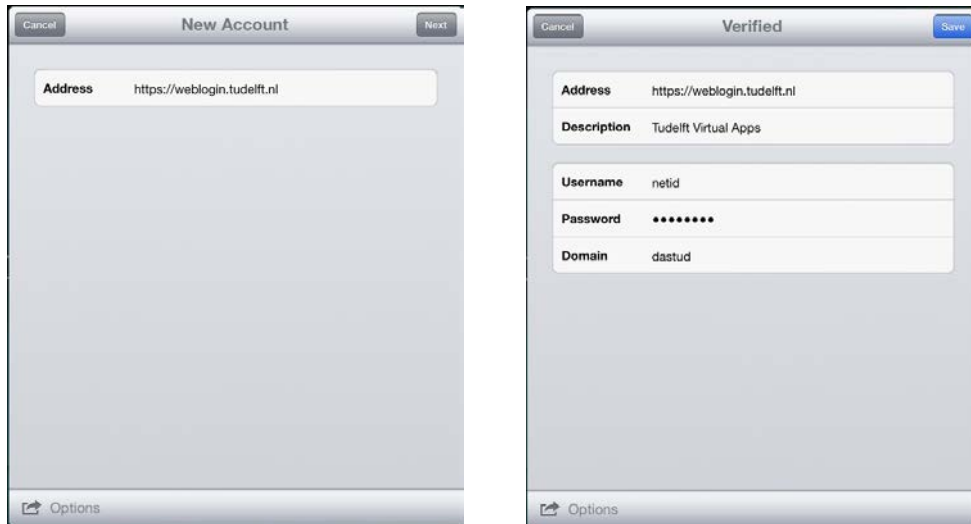 Cancel New Account Next
Address https://weblogin.tudelft.nl
Options
Cancel Verified Save
Address https://weblogin.tudelft.nl
Description Tudelft Virtual Apps
Username netid
Password ••••••••
Domain dastud
Options